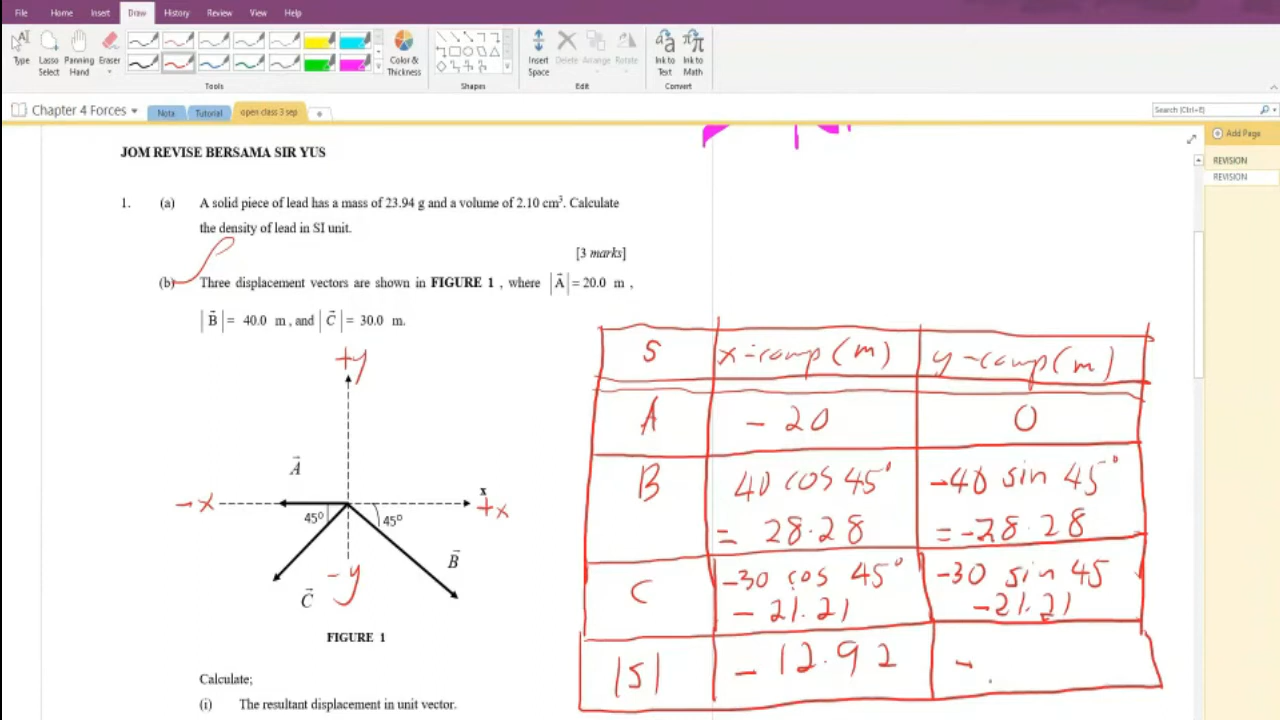 File Home Insert Draw History Review View Help
Type Lasso Select Panning Hand Eraser Color & Thickness Insert Space Delete Arrange Rotate Ink to Text Ink to Math
Tools Shapes Edit Convert
Chapter 4 Forces Nota Tutorial open class 3 sep Search (Ctrl+E)
Add Page
REVISION
REVISION
JOM REVISE BERSAMA SIR YUS
1. (a) A solid piece of lead has a mass of 23.94 g and a volume of 2.10 cm³. Calculate
the density of lead in SI unit.
[3 marks]
(b) Three displacement vectors are shown in FIGURE 1 , where |A⃗| = 20.0 m ,
|B⃗| = 40.0 m , and |C⃗| = 30.0 m.
+y
A⃗
-x x +x
45⁰ 45⁰
B⃗
C⃗ -y
FIGURE 1
Calculate;
(i) The resultant displacement in unit vector.
S x-comp (m) y-comp (m)
A - 20 0
B 40 cos 45° -40 sin 45°
= 28.28 = -28.28
C -30 cos 45° -30 sin 45
- 21.21 -21.21
|S| - 12.92 -